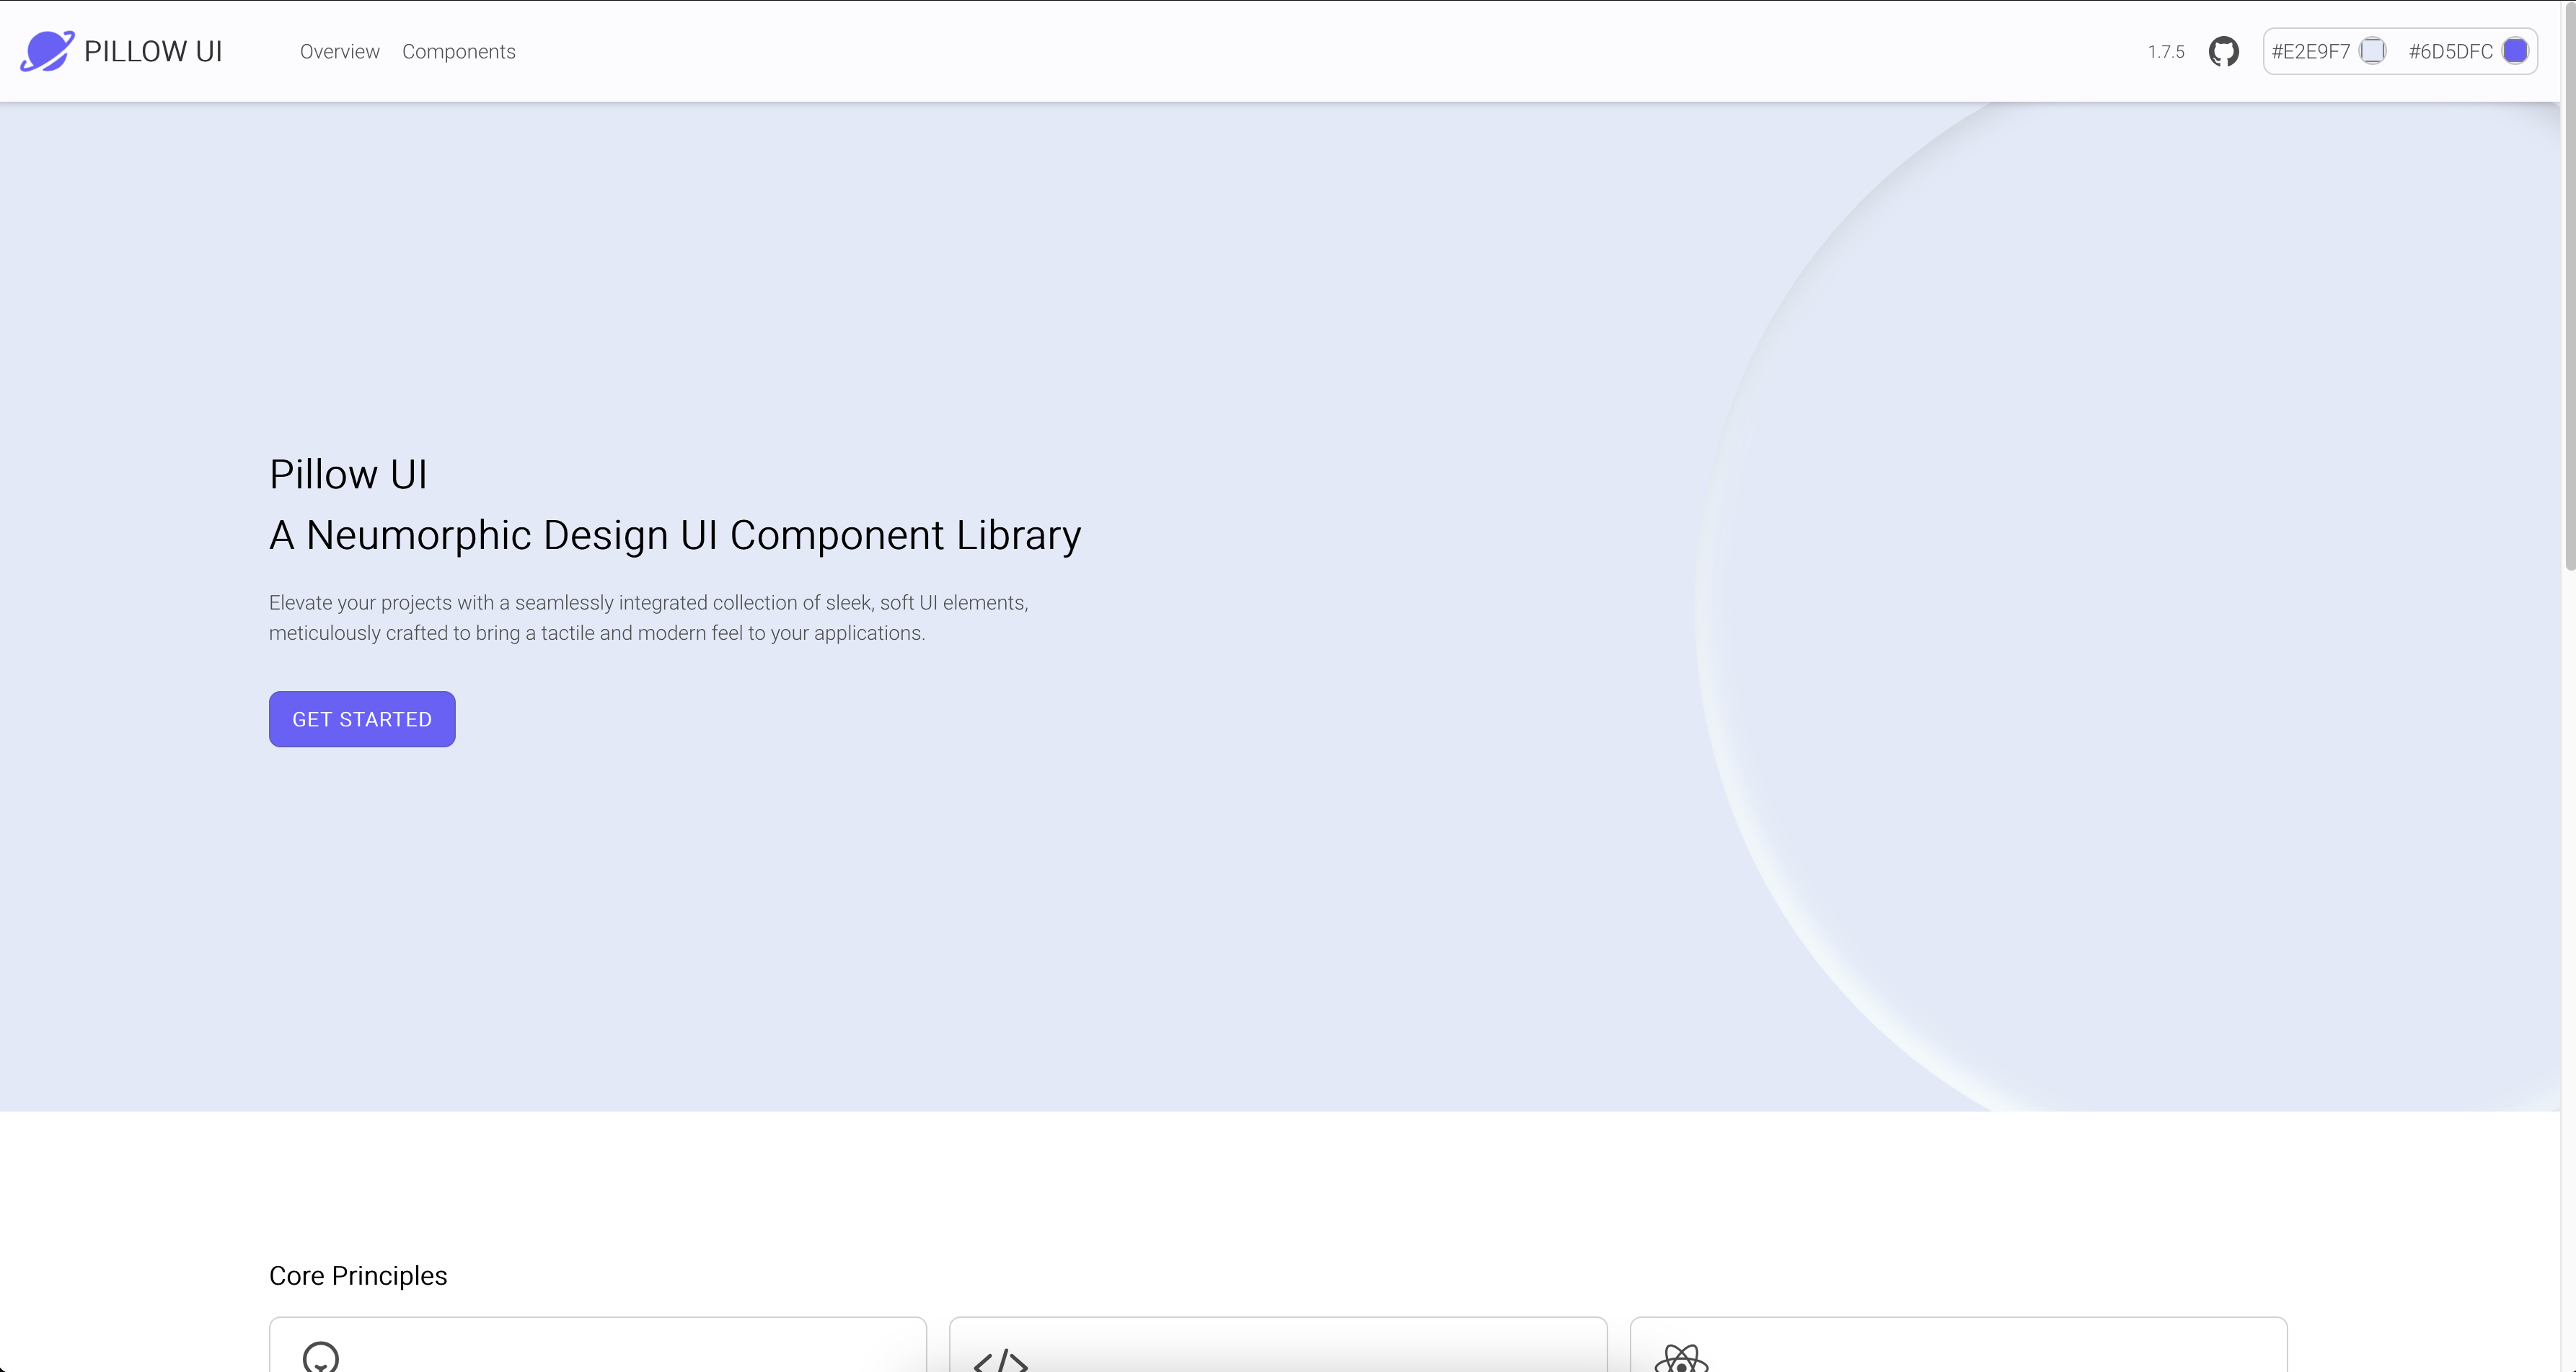 PILLOW UI
Overview
Components
1.7.5
#E2E9F7
#6D5DFC
Pillow UI
A Neumorphic Design UI Component Library
Elevate your projects with a seamlessly integrated collection of sleek, soft UI elements,
meticulously crafted to bring a tactile and modern feel to your applications.
GET STARTED
Core Principles